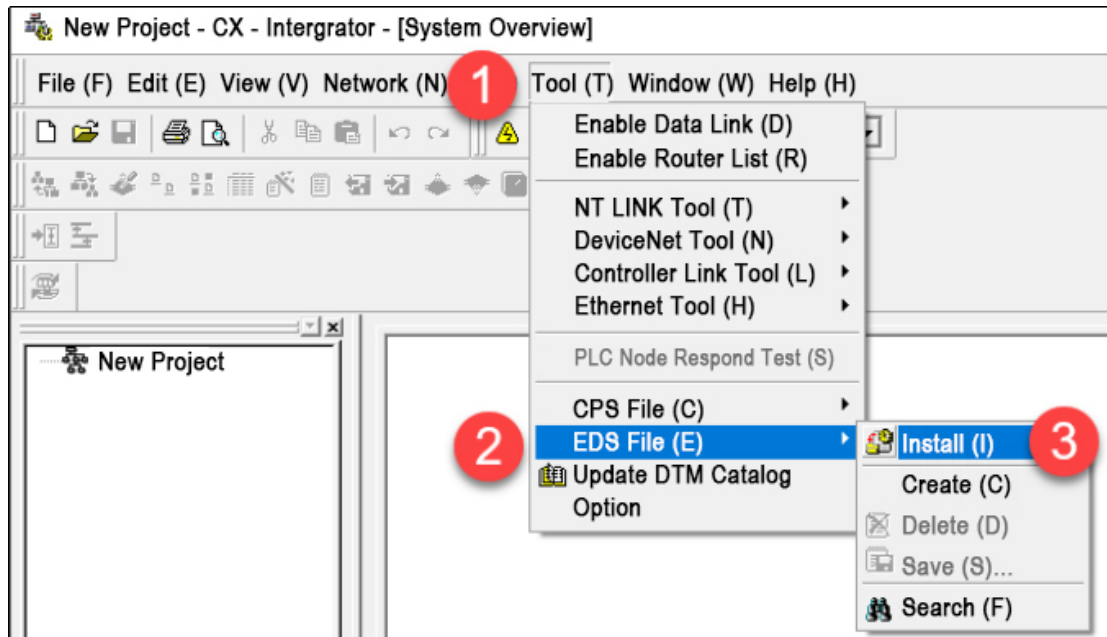 New Project - CX - Intergrator - [System Overview]
File (F) Edit (E) View (V) Network (N) 1 Tool (T) Window (W) Help (H)
Enable Data Link (D)
Enable Router List (R)
NT LINK Tool (T)
DeviceNet Tool (N)
Controller Link Tool (L)
Ethernet Tool (H)
New Project
PLC Node Respond Test (S)
CPS File (C)
2 EDS File (E)
Install (I) 3
Update DTM Catalog
Create (C)
Option
Delete (D)
Save (S)...
Search (F)